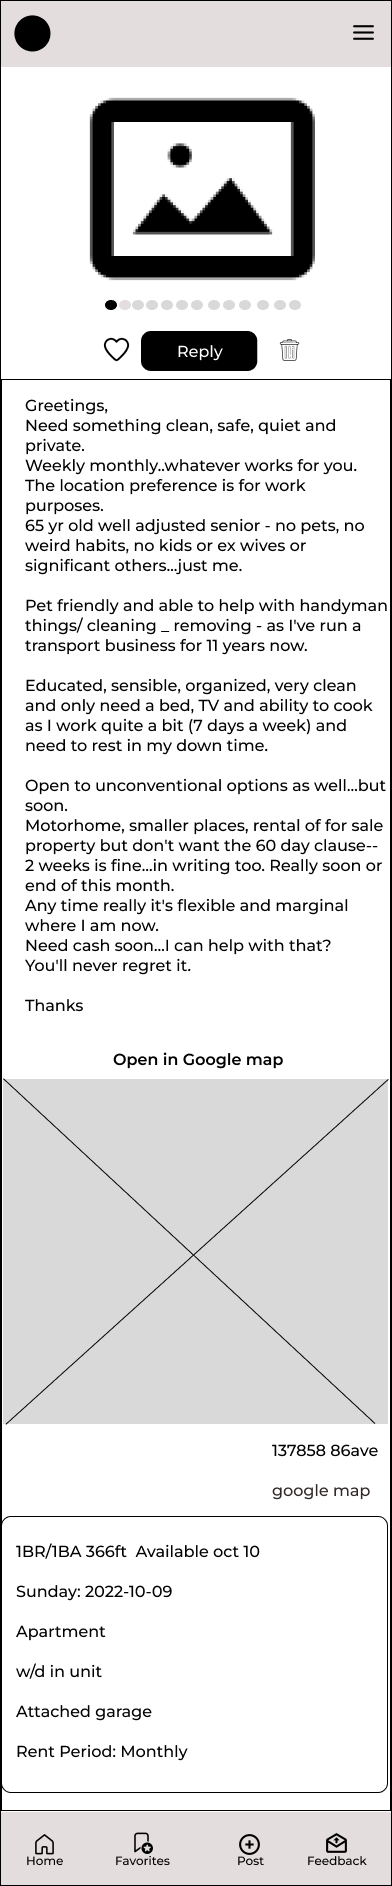 Reply
Greetings,
Need something clean, safe, quiet and
private.
Weekly monthly..whatever works for you.
The location preference is for work
purposes.
65 yr old well adjusted senior - no pets, no
weird habits, no kids or ex wives or
significant others...just me.
Pet friendly and able to help with handyman
things/ cleaning _ removing - as I've run a
transport business for 11 years now.
Educated, sensible, organized, very clean
and only need a bed, TV and ability to cook
as I work quite a bit (7 days a week) and
need to rest in my down time.
Open to unconventional options as well...but
soon.
Motorhome, smaller places, rental of for sale
property but don't want the 60 day clause--
2 weeks is fine...in writing too. Really soon or
end of this month.
Any time really it's flexible and marginal
where I am now.
Need cash soon...I can help with that?
You'll never regret it.
Thanks
Open in Google map
137858 86ave
google map
1BR/1BA 366ft  Available oct 10
Sunday: 2022-10-09
Apartment
w/d in unit
Attached garage
Rent Period: Monthly
Home Favorites Post Feedback